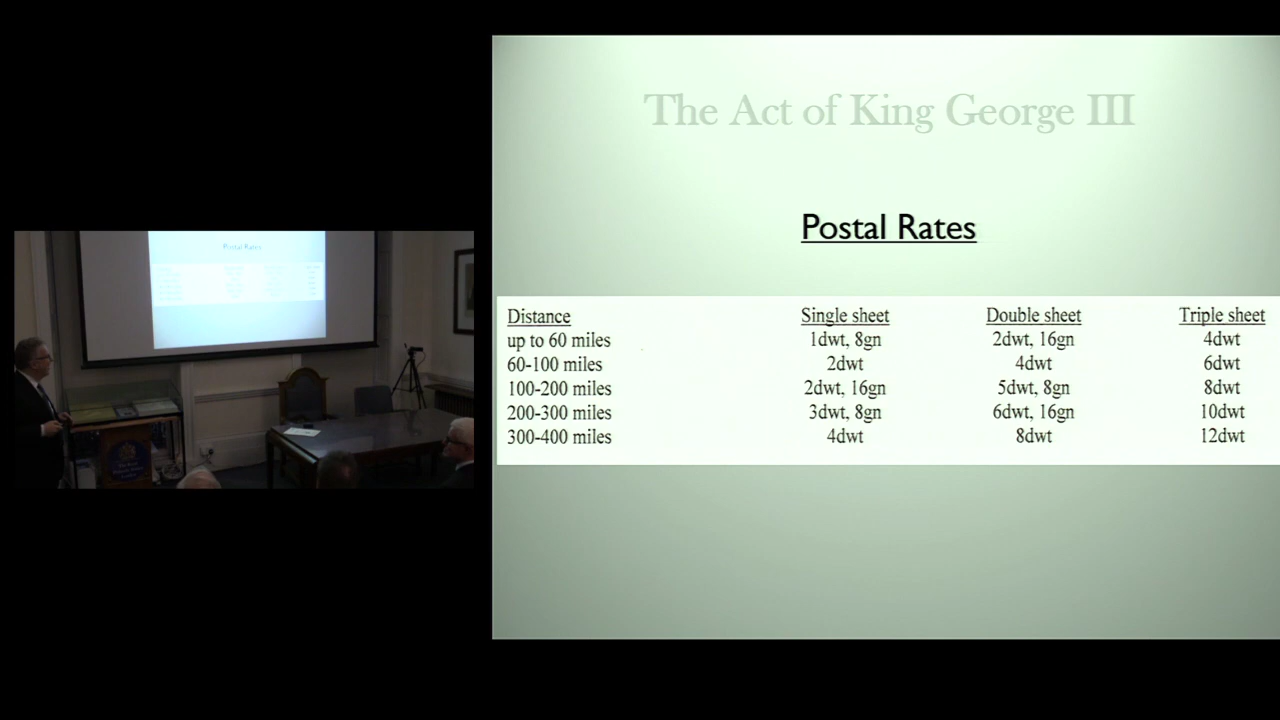 The Act of King George III
Postal Rates
Distance Single sheet Double sheet Triple sheet
up to 60 miles 1dwt, 8gn 2dwt, 16gn 4dwt
60-100 miles 2dwt 4dwt 6dwt
100-200 miles 2dwt, 16gn 5dwt, 8gn 8dwt
200-300 miles 3dwt, 8gn 6dwt, 16gn 10dwt
300-400 miles 4dwt 8dwt 12dwt
Postal Rates